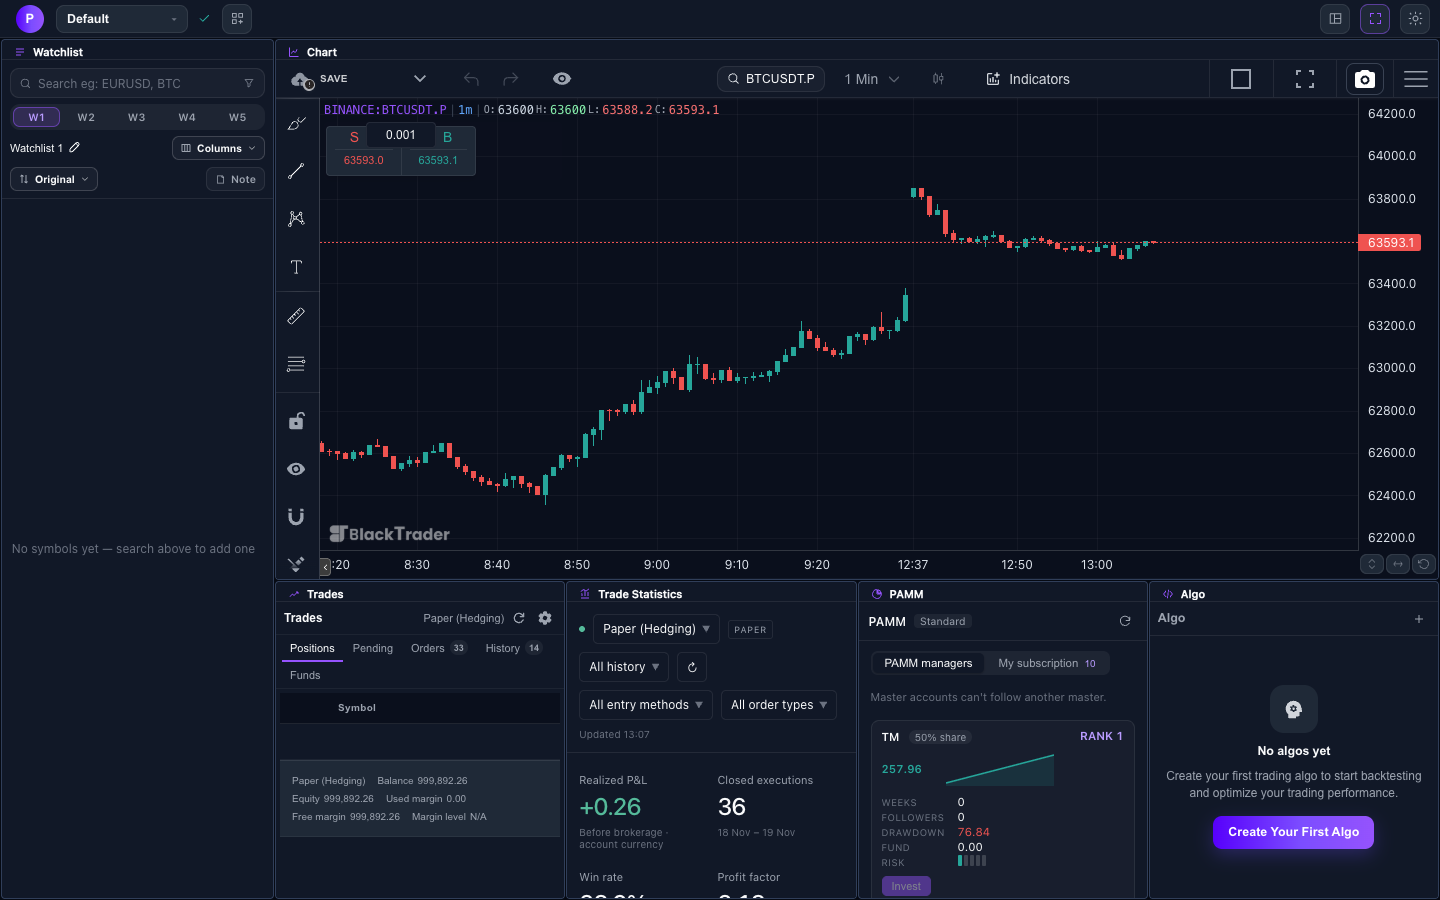 P
Default
Watchlist
Search eg: EURUSD, BTC
W1 W2 W3 W4 W5
Watchlist 1
Columns
Original
Note
No symbols yet — search above to add one
Chart
SAVE
BTCUSDT.P
1 Min
Indicators
BINANCE:BTCUSDT.P 1m O:63600 H:63600 L:63588.2 C:63593.1
S 0.001 B
63593.0 63593.1
64200.0
64000.0
63800.0
63593.1
63400.0
63200.0
63000.0
62800.0
62600.0
62400.0
62200.0
BlackTrader
:20 8:30 8:40 8:50 9:00 9:10 9:20 12:37 12:50 13:00
Trades
Trades
Paper (Hedging)
Positions Pending Orders 33 History 14
Funds
Symbol
Paper (Hedging) Balance 999,892.26
Equity 999,892.26 Used margin 0.00
Free margin 999,892.26 Margin level N/A
Trade Statistics
Paper (Hedging)
PAPER
All history
All entry methods
All order types
Updated 13:07
Realized P&L
+0.26
Before brokerage ·
account currency
Closed executions
36
18 Nov – 19 Nov
Win rate
Profit factor
PAMM
PAMM Standard
PAMM managers
My subscription 10
Master accounts can't follow another master.
TM 50% share RANK 1
257.96
WEEKS 0
FOLLOWERS 0
DRAWDOWN 76.84
FUND 0.00
RISK
Invest
Algo
Algo
No algos yet
Create your first trading algo to start backtesting
and optimize your trading performance.
Create Your First Algo